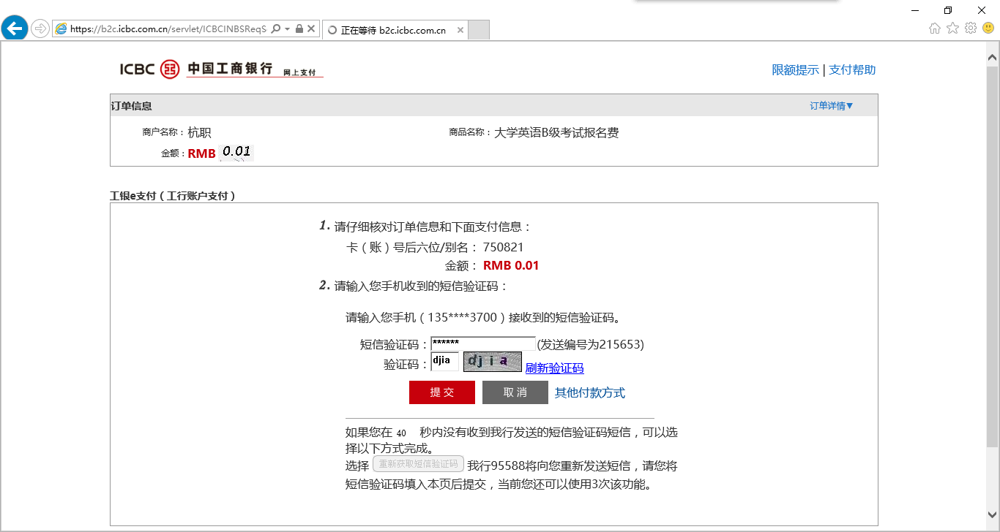 https://b2c.icbc.com.cn/servlet/ICBCINBSReqS
正在等待 b2c.icbc.com.cn
ICBC 中国工商银行 网上支付
限额提示 | 支付帮助
订单信息 订单详情▼
商户名称：杭职 商品名称：大学英语B级考试报名费
金额：RMB 0.01
工银e支付（工行账户支付）
1. 请仔细核对订单信息和下面支付信息：
卡（账）号后六位/别名： 750821
金额： RMB 0.01
2. 请输入您手机收到的短信验证码：
请输入您手机（135****3700）接收到的短信验证码。
短信验证码：****** (发送编号为215653)
验证码：djia djia 刷新验证码
提 交 取 消 其他付款方式
如果您在 40 秒内没有收到我行发送的短信验证码短信，可以选
择以下方式完成。
选择 重新获取短信验证码 我行95588将向您重新发送短信，请您将
短信验证码填入本页后提交，当前您还可以使用3次该功能。